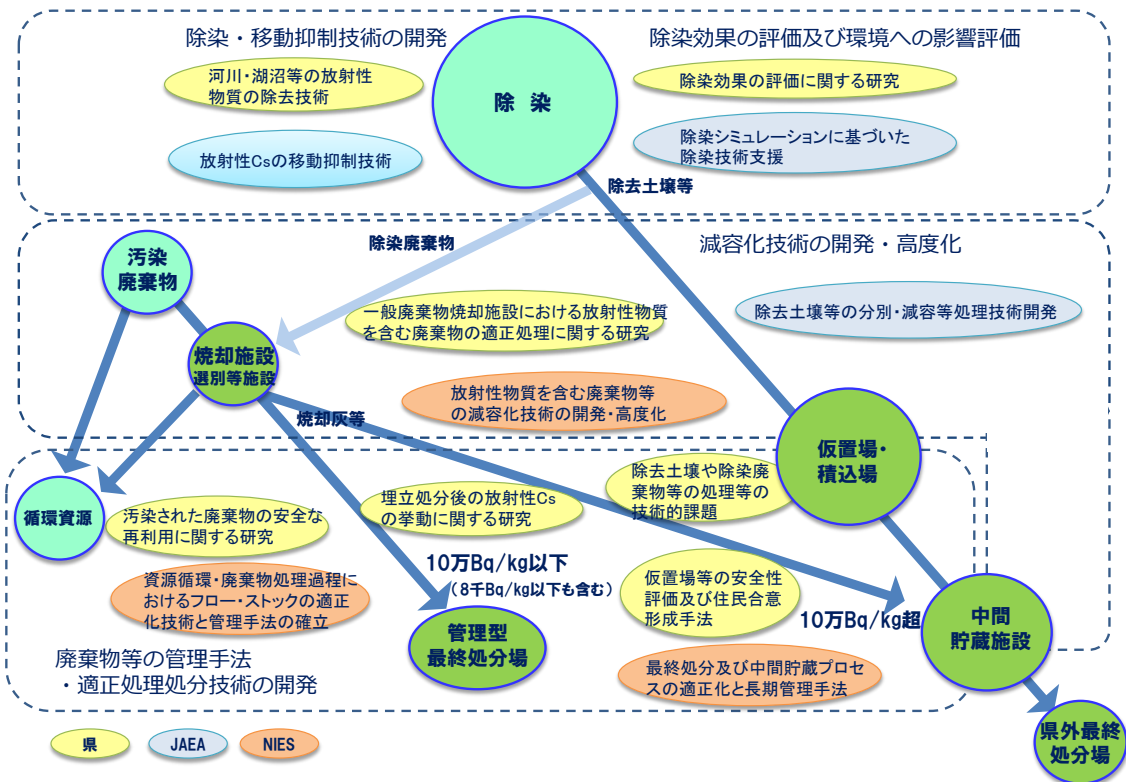 除染・移動抑制技術の開発
除染効果の評価及び環境への影響評価
河川・湖沼等の放射性
物質の除去技術
除 染
除染効果の評価に関する研究
放射性Csの移動抑制技術
除染シミュレーションに基づいた
除染技術支援
除去土壌等
除染廃棄物
減容化技術の開発・高度化
汚染
廃棄物
一般廃棄物焼却施設における放射性物質
を含む廃棄物の適正処理に関する研究
除去土壌等の分別・減容等処理技術開発
焼却施設
選別等施設
放射性物質を含む廃棄物等
の減容化技術の開発・高度化
焼却灰等
仮置場・
積込場
除去土壌や除染廃
棄物等の処理等の
技術的課題
循環資源
汚染された廃棄物の安全な
再利用に関する研究
埋立処分後の放射性Cs
の挙動に関する研究
10万Bq/kg以下
（8千Bq/kg以下も含む）
資源循環・廃棄物処理過程に
おけるフロー・ストックの適正
化技術と管理手法の確立
仮置場等の安全性
評価及び住民合意
形成手法
10万Bq/kg超
中間
貯蔵施設
管理型
最終処分場
廃棄物等の管理手法
・適正処理処分技術の開発
最終処分及び中間貯蔵プロセ
スの適正化と長期管理手法
県外最終
処分場
県
JAEA
NIES